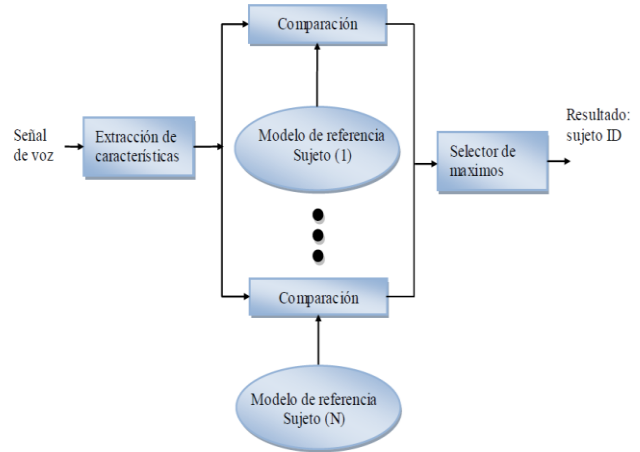 Comparación
Señal
de voz
Extracción de
características
Modelo de referencia
Sujeto (1)
Selector de
maximos
Resultado:
sujeto ID
Comparación
Modelo de referencia
Sujeto (N)